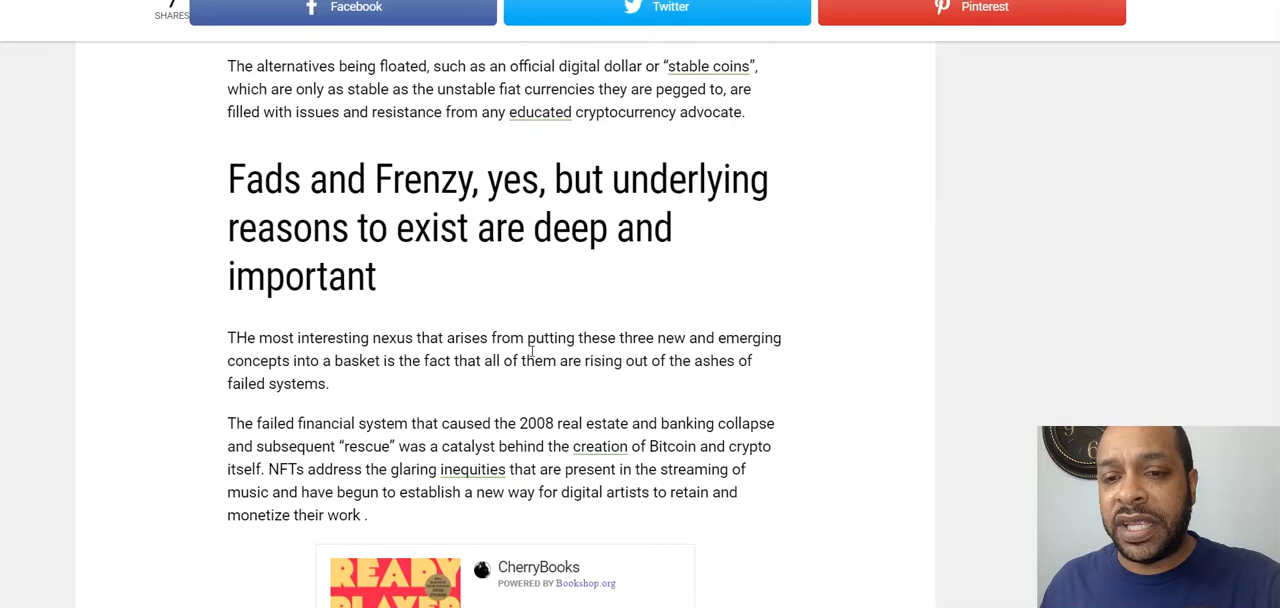 SHARES
Facebook
Twitter
Pinterest
The alternatives being floated, such as an official digital dollar or “stable coins”,
which are only as stable as the unstable fiat currencies they are pegged to, are
filled with issues and resistance from any educated cryptocurrency advocate.
Fads and Frenzy, yes, but underlying
reasons to exist are deep and
important
THe most interesting nexus that arises from putting these three new and emerging
concepts into a basket is the fact that all of them are rising out of the ashes of
failed systems.
The failed financial system that caused the 2008 real estate and banking collapse
and subsequent “rescue” was a catalyst behind the creation of Bitcoin and crypto
itself. NFTs address the glaring inequities that are present in the streaming of
music and have begun to establish a new way for digital artists to retain and
monetize their work .
READY
PLAYER
CherryBooks
POWERED BY Bookshop.org